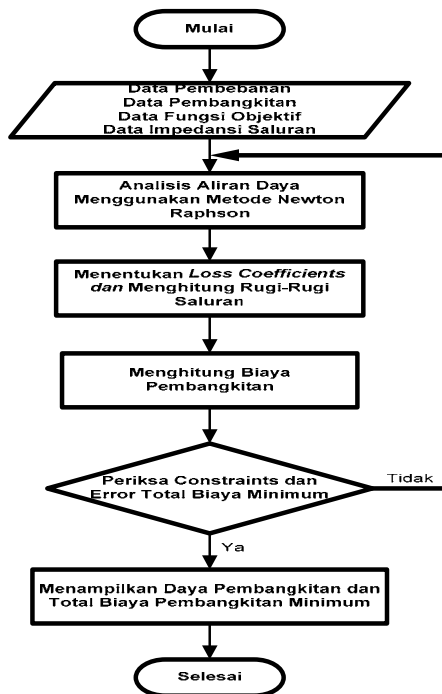 Mulai
Data Pembebanan
Data Pembangkitan
Data Fungsi Objektif
Data Impedansi Saluran
Analisis Aliran Daya
Menggunakan Metode Newton
Raphson
Menentukan Loss Coefficients
dan Menghitung Rugi-Rugi
Saluran
Menghitung Biaya
Pembangkitan
Periksa Constraints dan
Error Total Biaya Minimum
Tidak
Ya
Menampilkan Daya Pembangkitan dan
Total Biaya Pembangkitan Minimum
Selesai